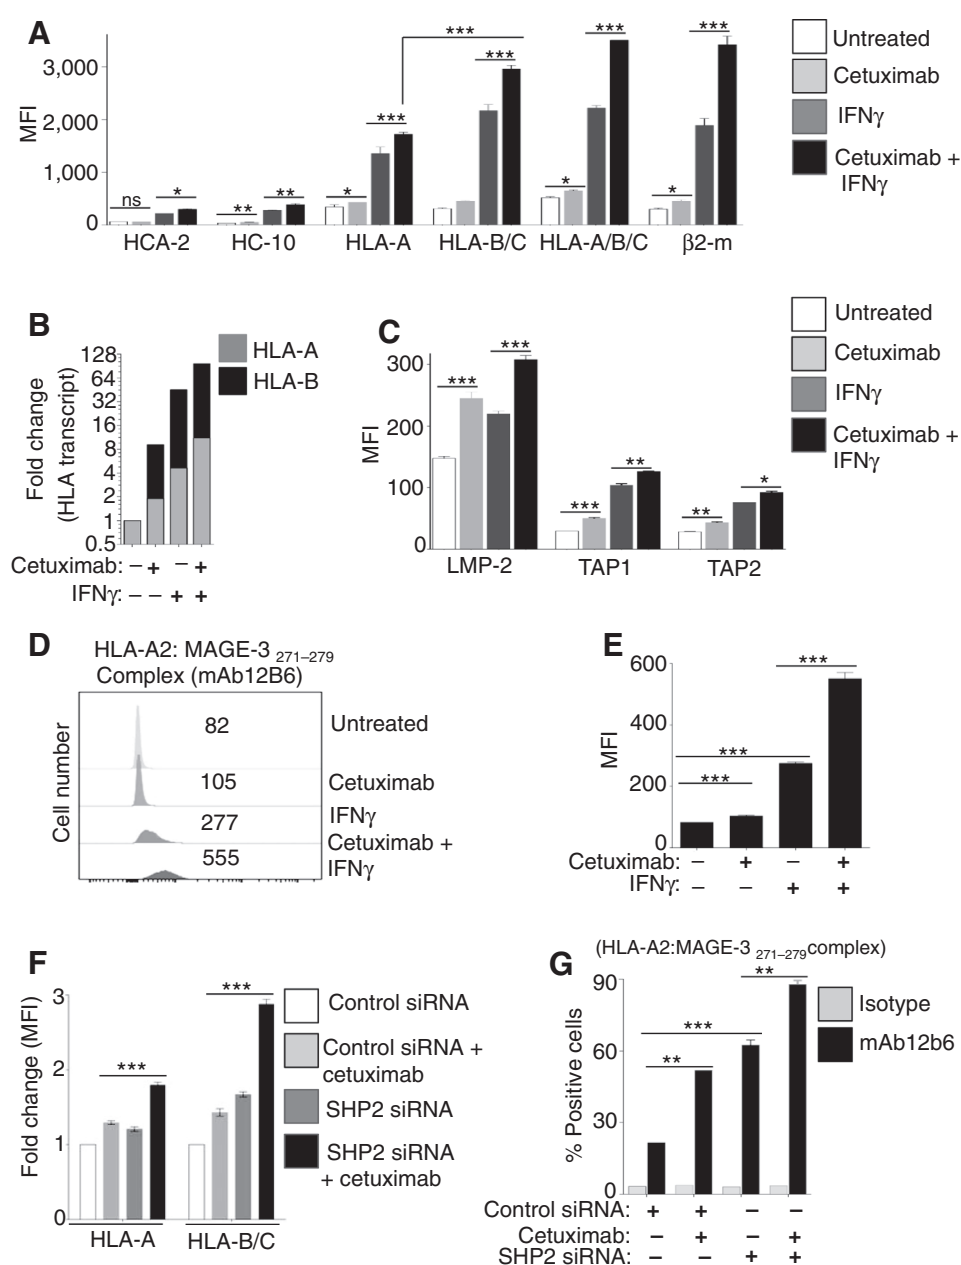 A
MFI
3,000
2,000
1,000
0
ns
*
**
**
*
***
***
***
*
***
*
***
HCA-2
HC-10
HLA-A
HLA-B/C
HLA-A/B/C
β2-m
Untreated
Cetuximab
IFNγ
Cetuximab +
IFNγ
B
Fold change
(HLA transcript)
128
64
32
16
8
4
2
1
0.5
HLA-A
HLA-B
Cetuximab: – + – +
IFNγ: – – + +
C
MFI
300
200
100
0
***
***
***
**
**
*
LMP-2
TAP1
TAP2
Untreated
Cetuximab
IFNγ
Cetuximab +
IFNγ
D
HLA-A2: MAGE-3 271–279
Complex (mAb12B6)
Cell number
82
Untreated
105
Cetuximab
277
IFNγ
555
Cetuximab +
IFNγ
E
MFI
600
400
200
0
***
***
***
Cetuximab: – + – +
IFNγ: – – + +
F
Fold change (MFI)
3
2
1
0
***
***
HLA-A
HLA-B/C
Control siRNA
Control siRNA +
cetuximab
SHP2 siRNA
SHP2 siRNA
+ cetuximab
G
(HLA-A2:MAGE-3 271–279complex)
% Positive cells
90
60
30
0
**
***
**
Isotype
mAb12b6
Control siRNA: + + – –
Cetuximab: – + – +
SHP2 siRNA: – – + +